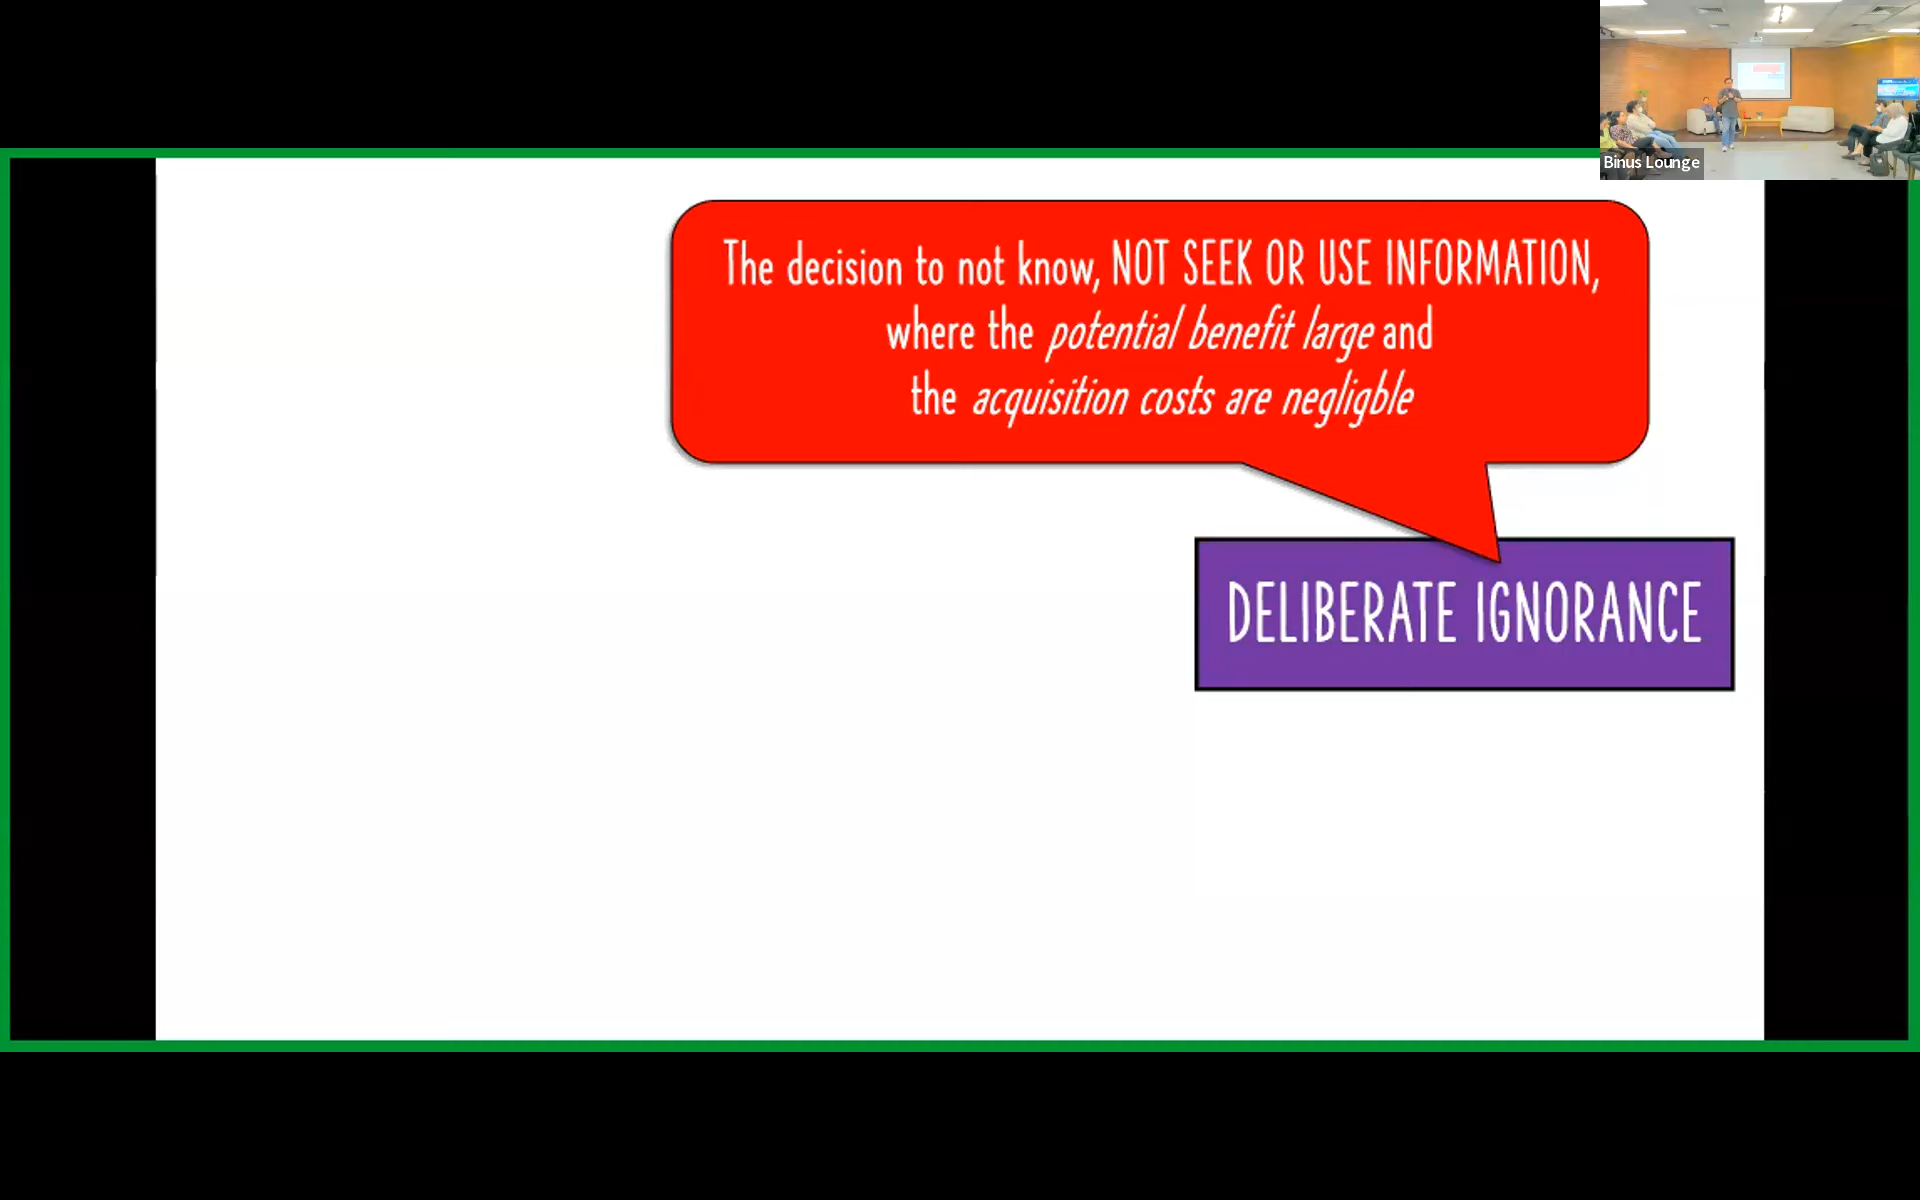 Binus Lounge
The decision to not know, NOT SEEK OR USE INFORMATION,
where the potential benefit large and
the acquisition costs are negligble
DELIBERATE IGNORANCE